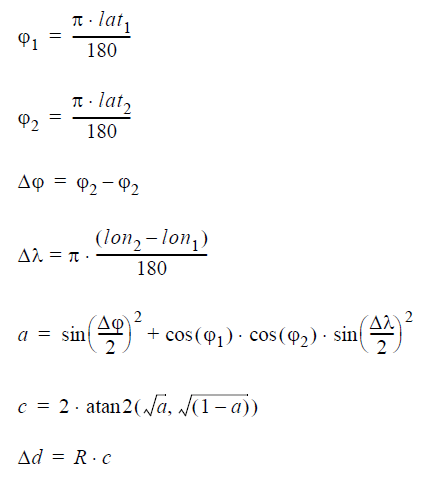 φ₁ = π · lat₁ / 180
φ₂ = π · lat₂ / 180
Δφ = φ₂ − φ₂
Δλ = π · (lon₂ − lon₁) / 180
a = sin(Δφ/2)² + cos(φ₁) · cos(φ₂) · sin(Δλ/2)²
c = 2 · atan2(√a, √(1 − a))
Δd = R · c